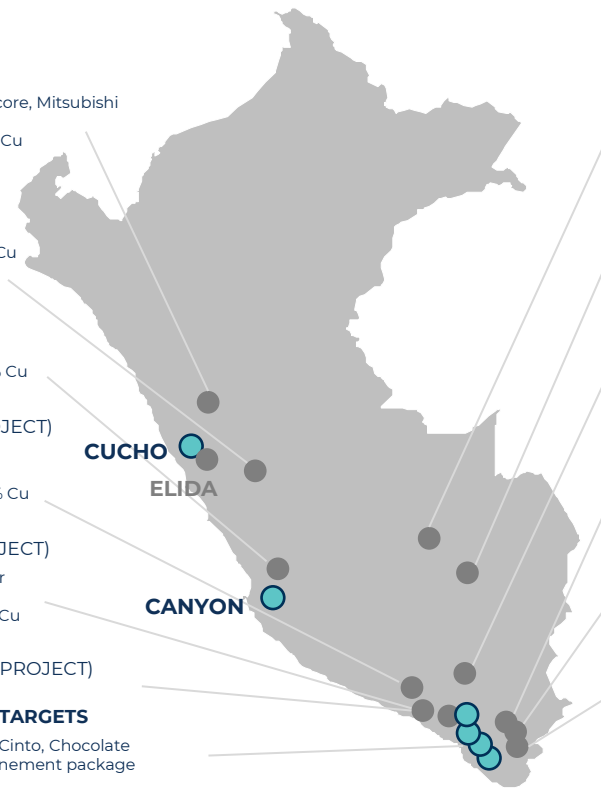 core, Mitsubishi
Cu
Cu
% Cu
JECT)
CUCHO
ELIDA
% Cu
JECT)
r
CANYON
Cu
PROJECT)
TARGETS
Cinto, Chocolate
nement package